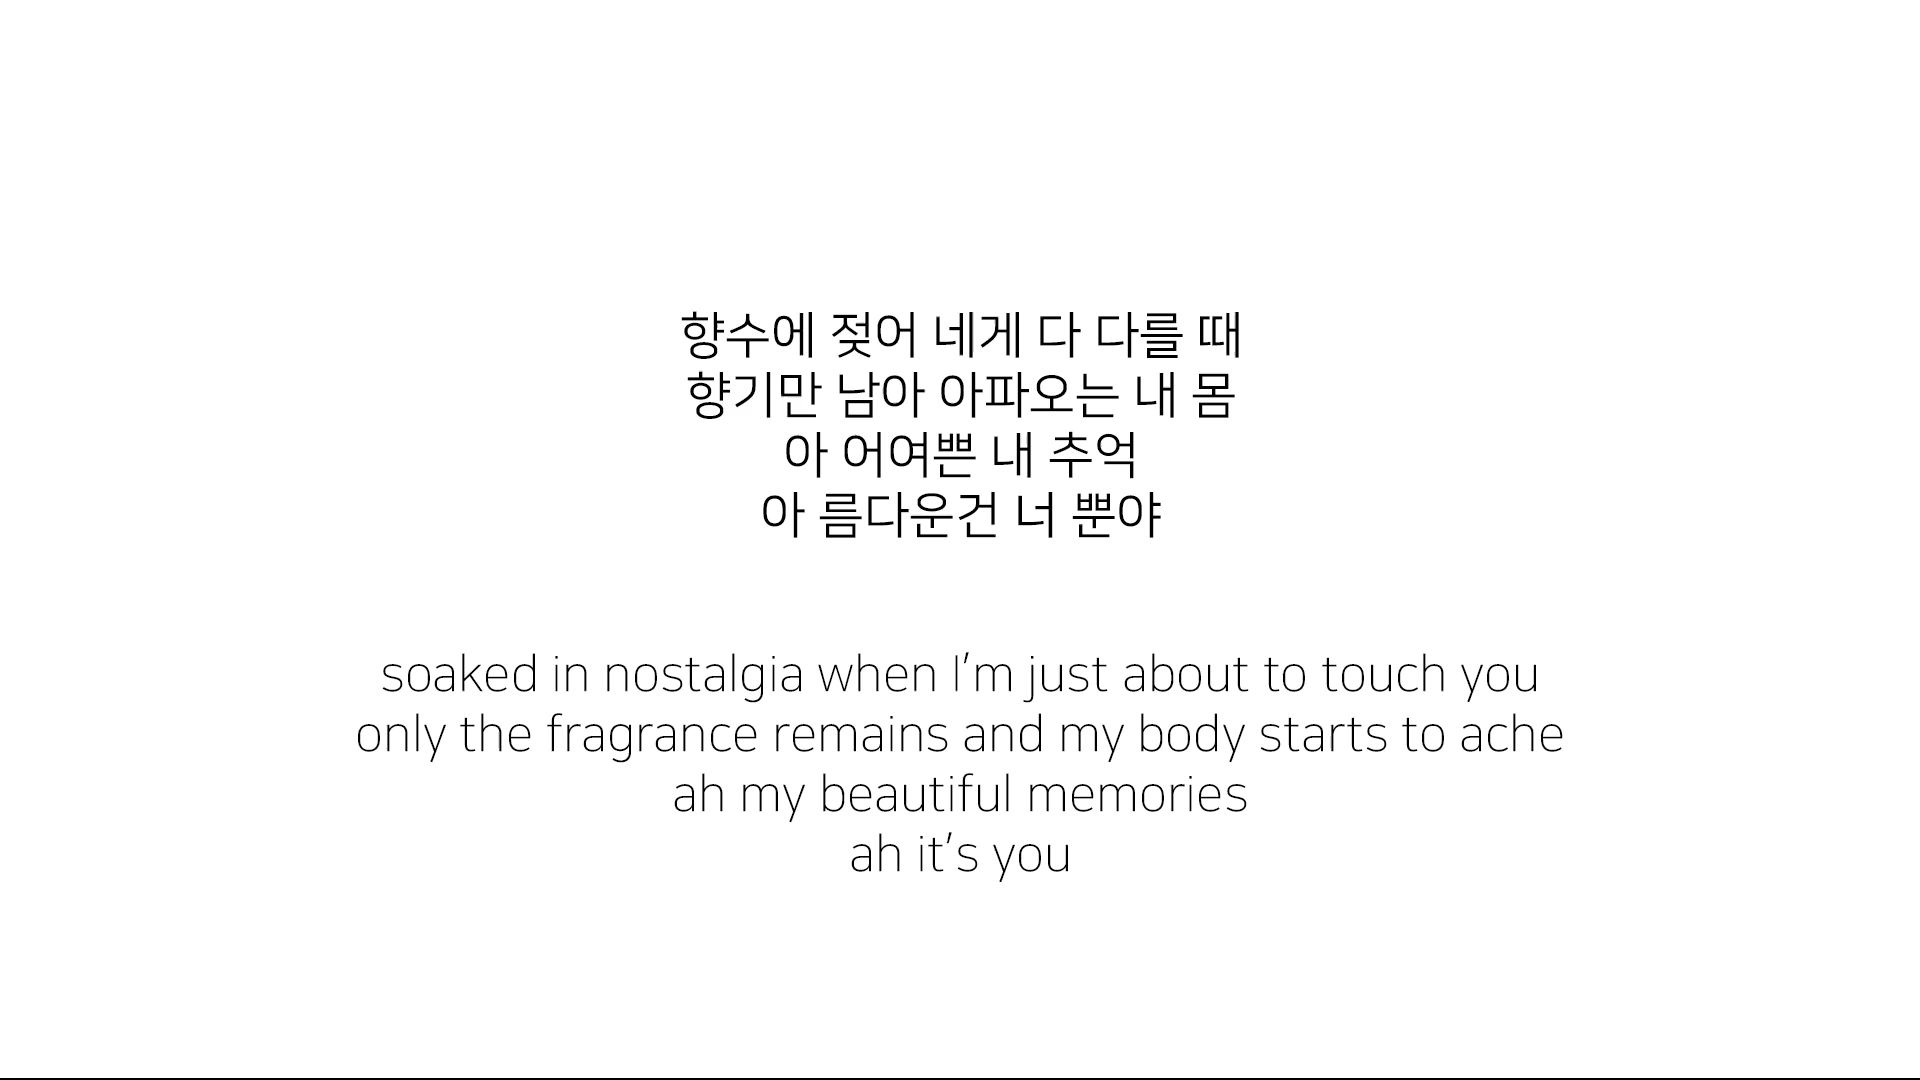 향수에 젖어 네게 다 다를 때
향기만 남아 아파오는 내 몸
아 어여쁜 내 추억
아 름다운건 너 뿐야
soaked in nostalgia when I'm just about to touch you
only the fragrance remains and my body starts to ache
ah my beautiful memories
ah it's you